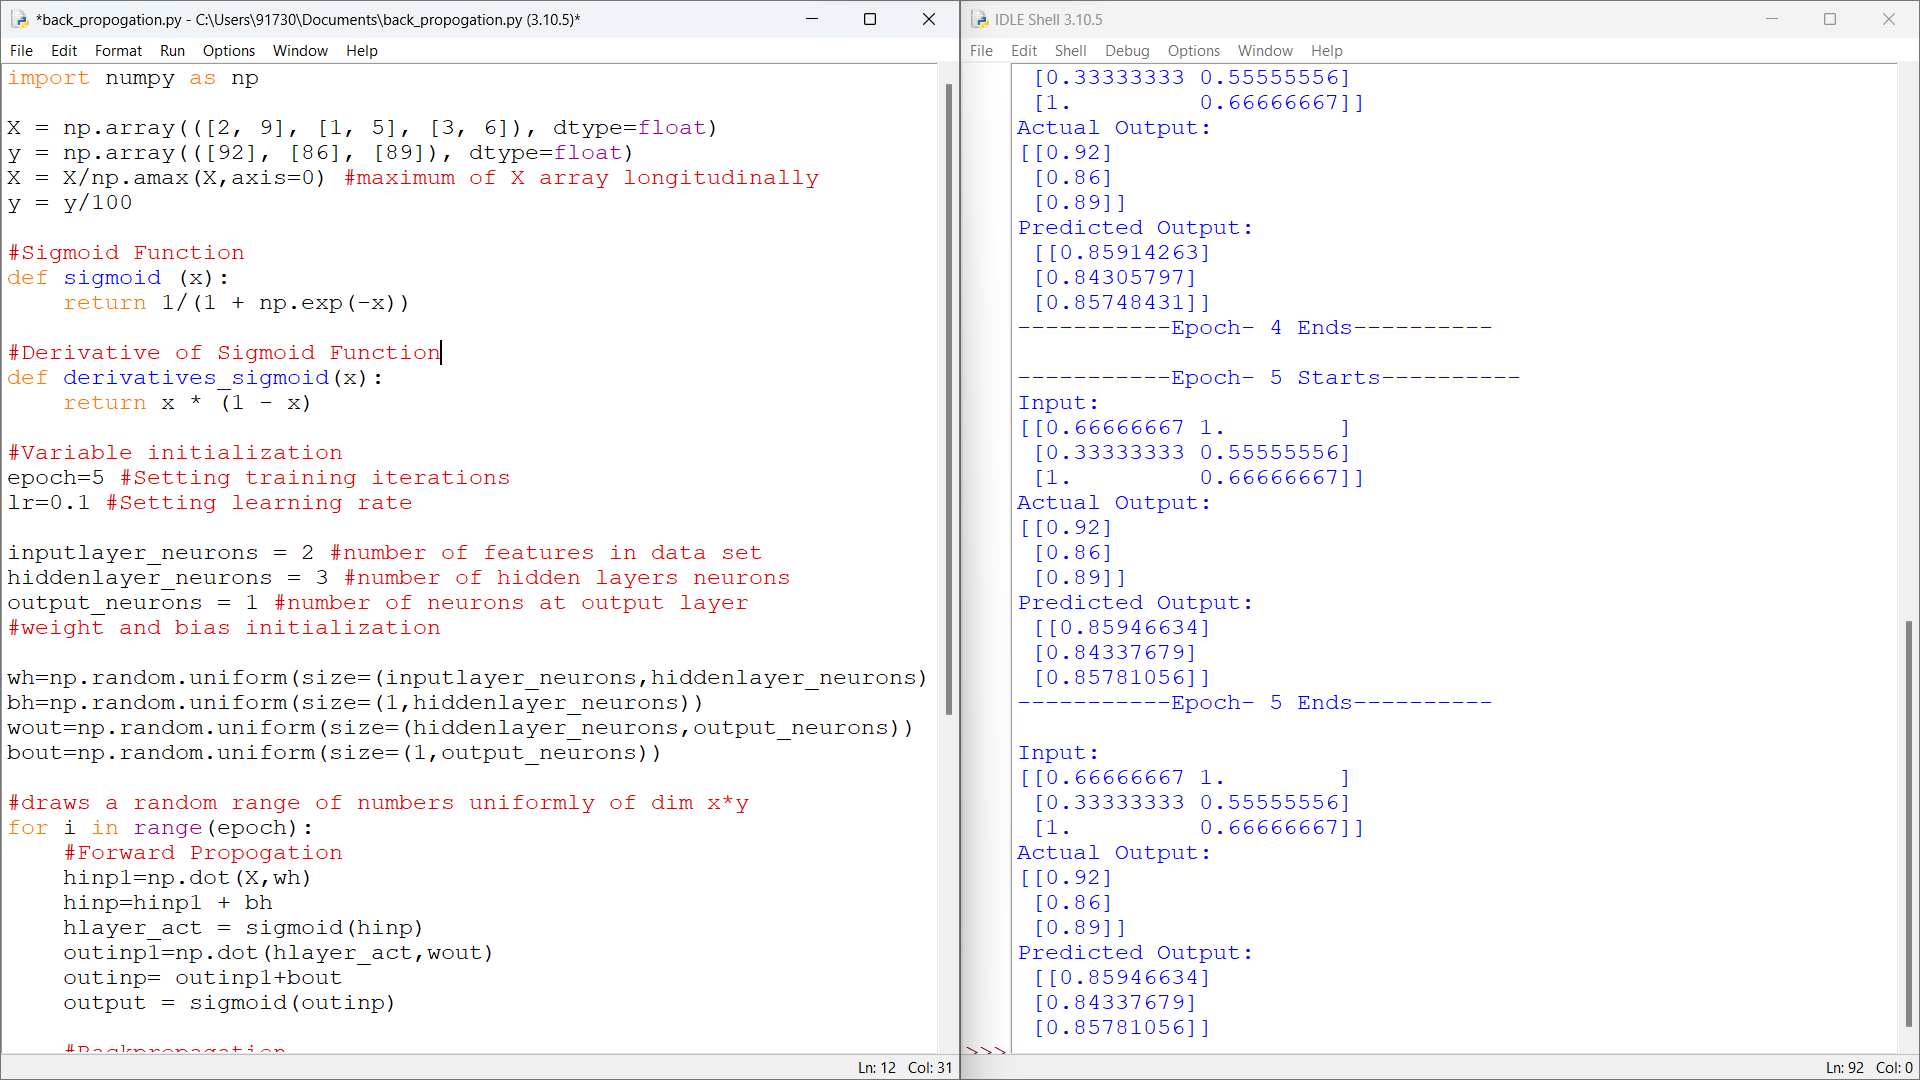 *back_propogation.py - C:\Users\91730\Documents\back_propogation.py (3.10.5)*
File Edit Format Run Options Window Help
import numpy as np
X = np.array(([2, 9], [1, 5], [3, 6]), dtype=float)
y = np.array(([92], [86], [89]), dtype=float)
X = X/np.amax(X,axis=0) #maximum of X array longitudinally
y = y/100
#Sigmoid Function
def sigmoid (x):
    return 1/(1 + np.exp(-x))
#Derivative of Sigmoid Function
def derivatives_sigmoid(x):
    return x * (1 - x)
#Variable initialization
epoch=5 #Setting training iterations
lr=0.1 #Setting learning rate
inputlayer_neurons = 2 #number of features in data set
hiddenlayer_neurons = 3 #number of hidden layers neurons
output_neurons = 1 #number of neurons at output layer
#weight and bias initialization
wh=np.random.uniform(size=(inputlayer_neurons,hiddenlayer_neurons)
bh=np.random.uniform(size=(1,hiddenlayer_neurons))
wout=np.random.uniform(size=(hiddenlayer_neurons,output_neurons))
bout=np.random.uniform(size=(1,output_neurons))
#draws a random range of numbers uniformly of dim x*y
for i in range(epoch):
    #Forward Propogation
    hinp1=np.dot(X,wh)
    hinp=hinp1 + bh
    hlayer_act = sigmoid(hinp)
    outinp1=np.dot(hlayer_act,wout)
    outinp= outinp1+bout
    output = sigmoid(outinp)
    #Backpropagation
Ln: 12 Col: 31
IDLE Shell 3.10.5
File Edit Shell Debug Options Window Help
 [0.33333333 0.55555556]
 [1.         0.66666667]]
Actual Output:
[[0.92]
 [0.86]
 [0.89]]
Predicted Output:
 [[0.85914263]
 [0.84305797]
 [0.85748431]]
-----------Epoch- 4 Ends----------
-----------Epoch- 5 Starts----------
Input:
[[0.66666667 1.        ]
 [0.33333333 0.55555556]
 [1.         0.66666667]]
Actual Output:
[[0.92]
 [0.86]
 [0.89]]
Predicted Output:
 [[0.85946634]
 [0.84337679]
 [0.85781056]]
-----------Epoch- 5 Ends----------
Input:
[[0.66666667 1.        ]
 [0.33333333 0.55555556]
 [1.         0.66666667]]
Actual Output:
[[0.92]
 [0.86]
 [0.89]]
Predicted Output:
 [[0.85946634]
 [0.84337679]
 [0.85781056]]
>>>
Ln: 92 Col: 0